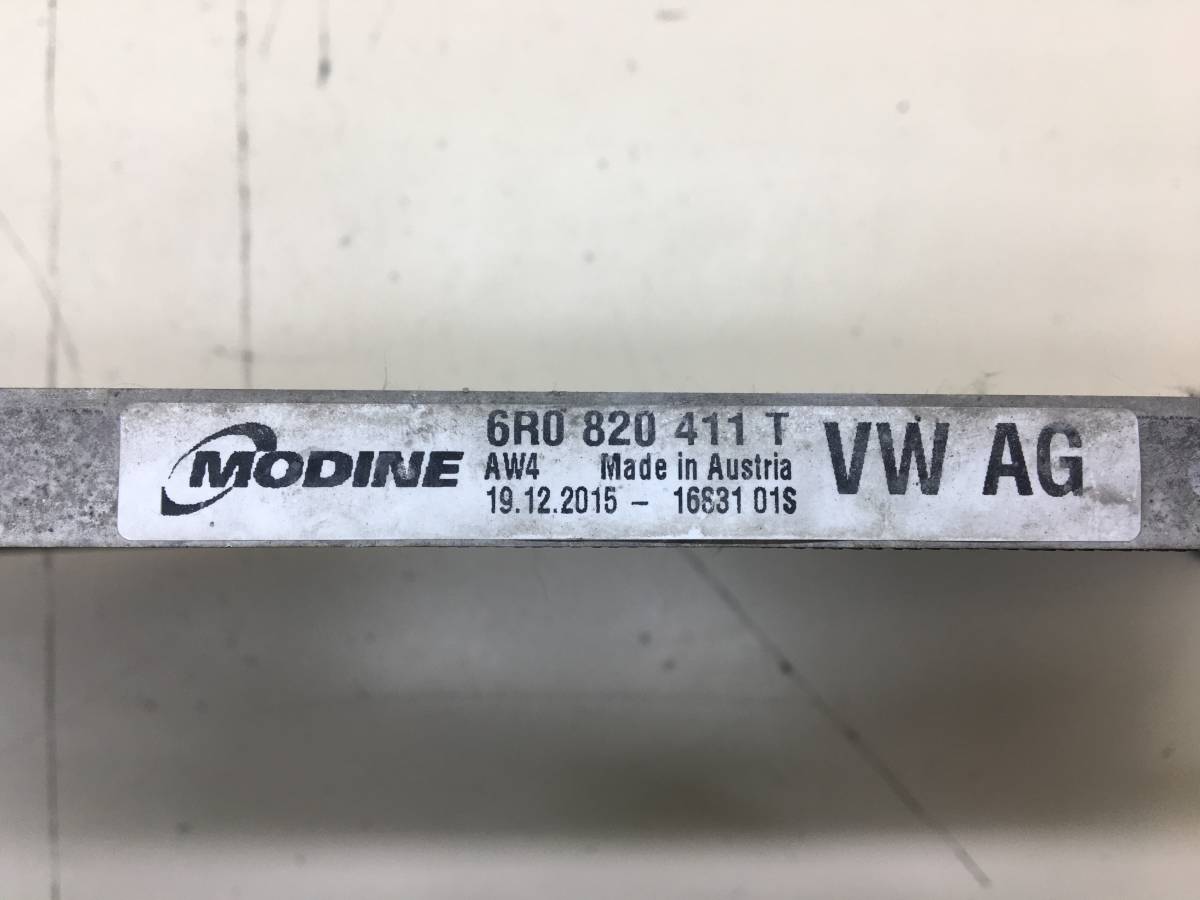 MODINE
6R0 820 411 T
AW4 Made in Austria
19.12.2015 – 16831 01S
VW AG